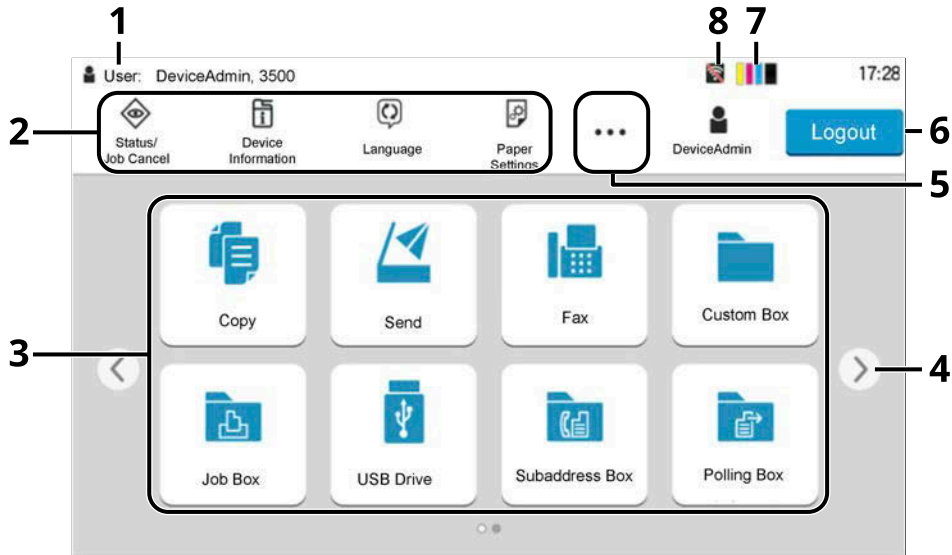 1
8 7
User: DeviceAdmin, 3500
17:28
2
Status/
Job Cancel
Device
Information
Language
Paper
Settings
DeviceAdmin
Logout
6
5
Copy
Send
Fax
Custom Box
3
4
Job Box
USB Drive
Subaddress Box
Polling Box